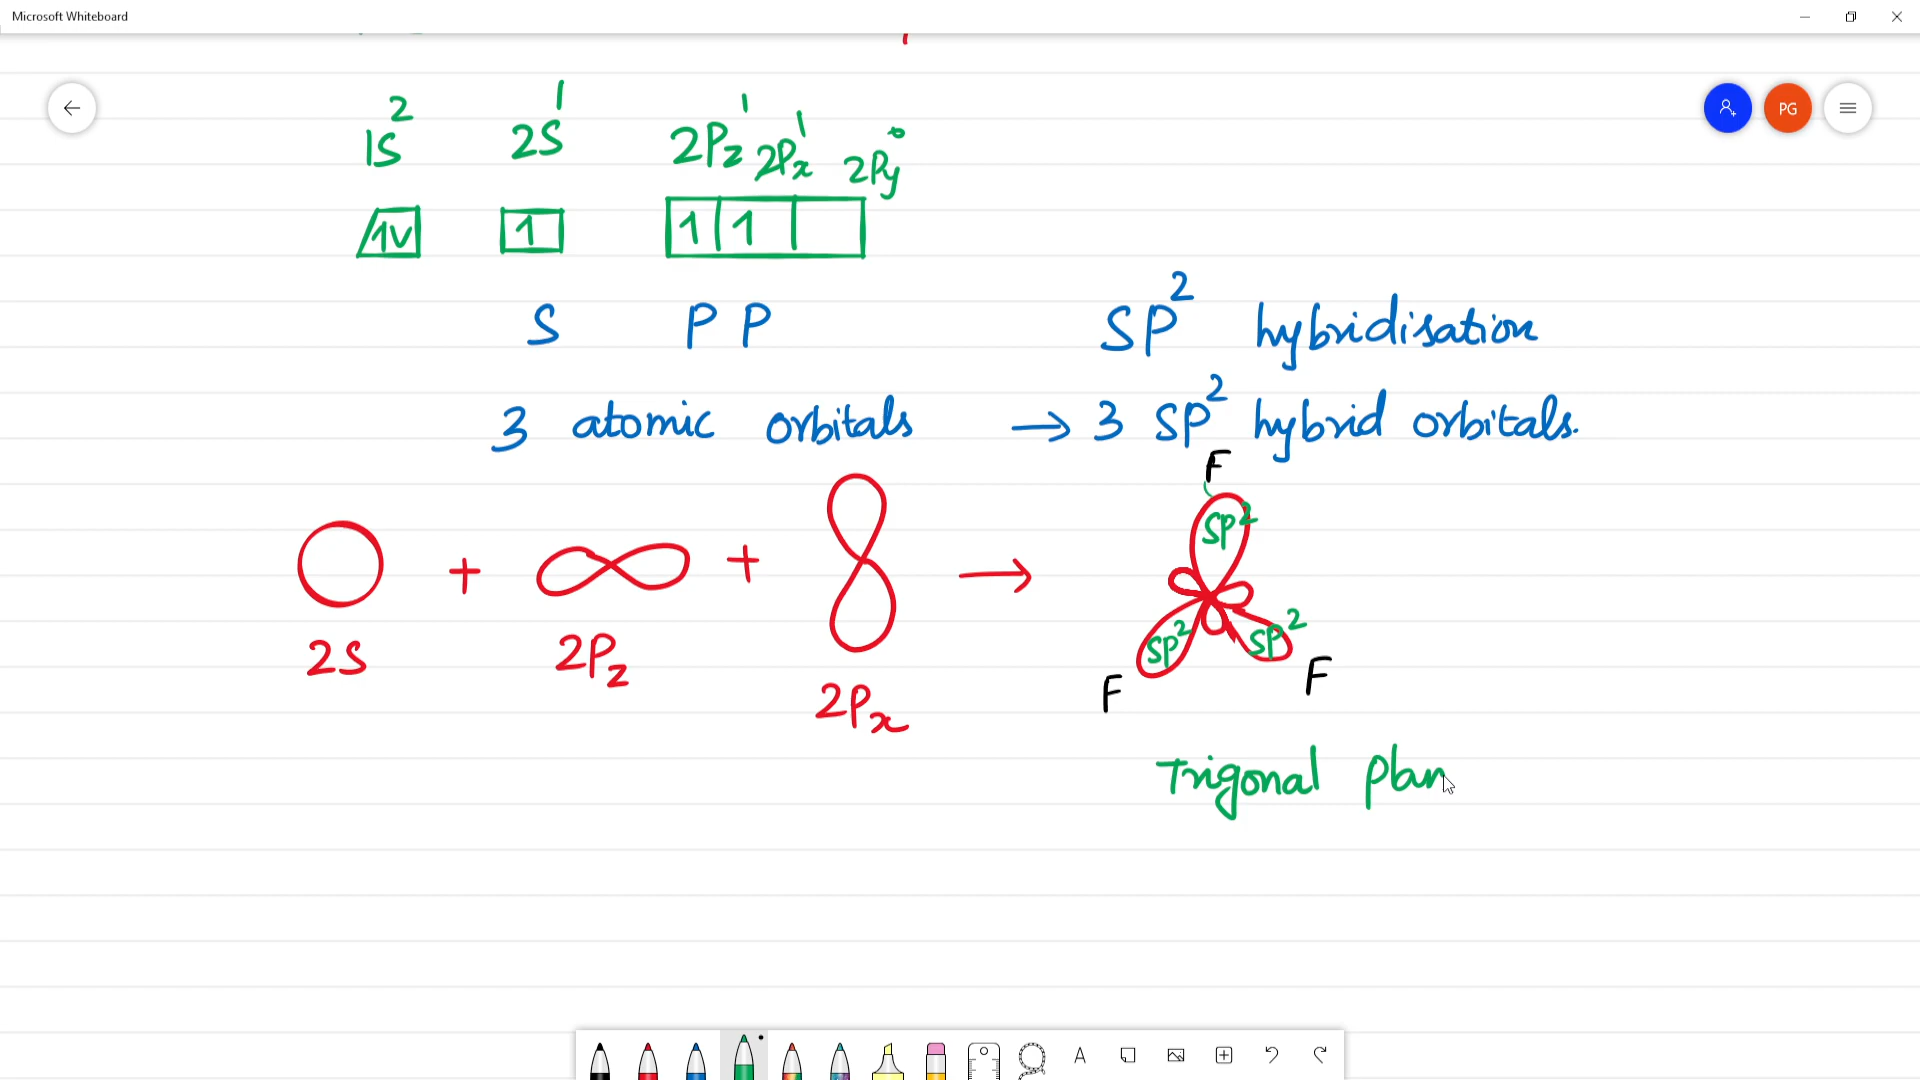 Microsoft Whiteboard
1S² 2S¹ 2Pz¹ 2Px¹ 2Py⁰
PG
1 1 1
S P P SP² hybridisation
3 atomic orbitals → 3 SP² hybrid orbitals.
F
SP²
+ + →
SP² SP²
2S 2Pz
F F
2Px
Trigonal Plan
A